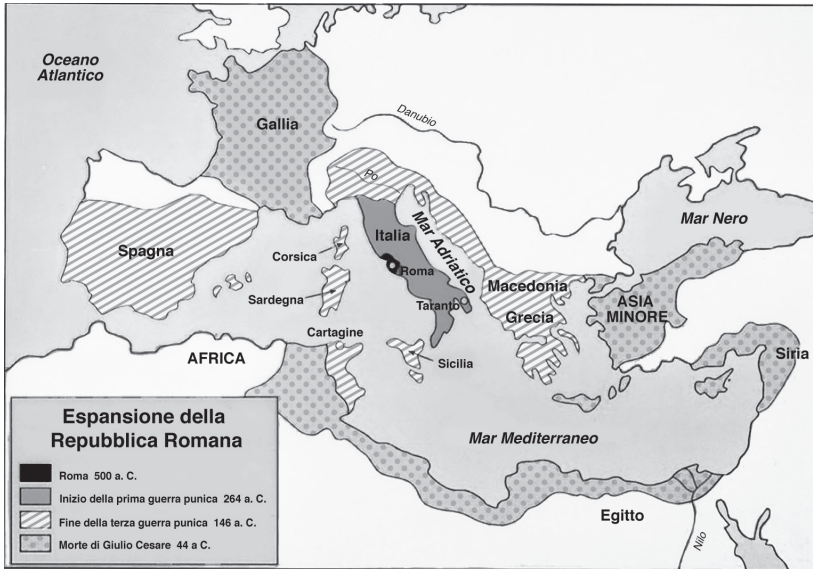 Oceano
Atlantico
Gallia
Danubio
Po
Mar Nero
Spagna
Corsica
Italia
Mar Adriatico
Roma
Sardegna
Taranto
Macedonia
Grecia
ASIA
MINORE
Cartagine
AFRICA
Sicilia
Siria
Mar Mediterraneo
Egitto
Nilo
Espansione della
Repubblica Romana
Roma 500 a. C.
Inizio della prima guerra punica 264 a. C.
Fine della terza guerra punica 146 a. C.
Morte di Giulio Cesare 44 a C.